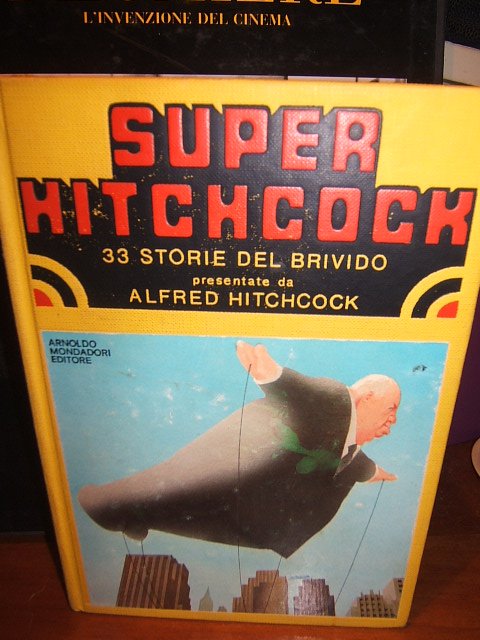 L'INVENZIONE DEL CINEMA
SUPER
HITCHCOCK
33 STORIE DEL BRIVIDO
presentate da
ALFRED HITCHCOCK
ARNOLDO
MONDADORI
EDITORE